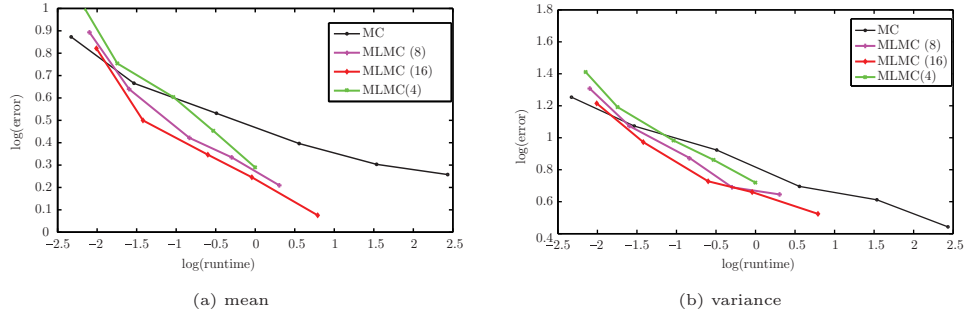 1
0.9
0.8
0.7
0.6
0.5
0.4
0.3
0.2
0.1
0
log(error)
−2.5 −2 −1.5 −1 −0.5 0 0.5 1 1.5 2 2.5
log(runtime)
MC
MLMC (8)
MLMC (16)
MLMC(4)
(a) mean
1.8
1.6
1.4
1.2
1.0
0.8
0.6
0.4
log(error)
−2.5 −2 −1.5 −1 −0.5 0 0.5 1 1.5 2 2.5
log(runtime)
MC
MLMC (8)
MLMC (16)
MLMC(4)
(b) variance